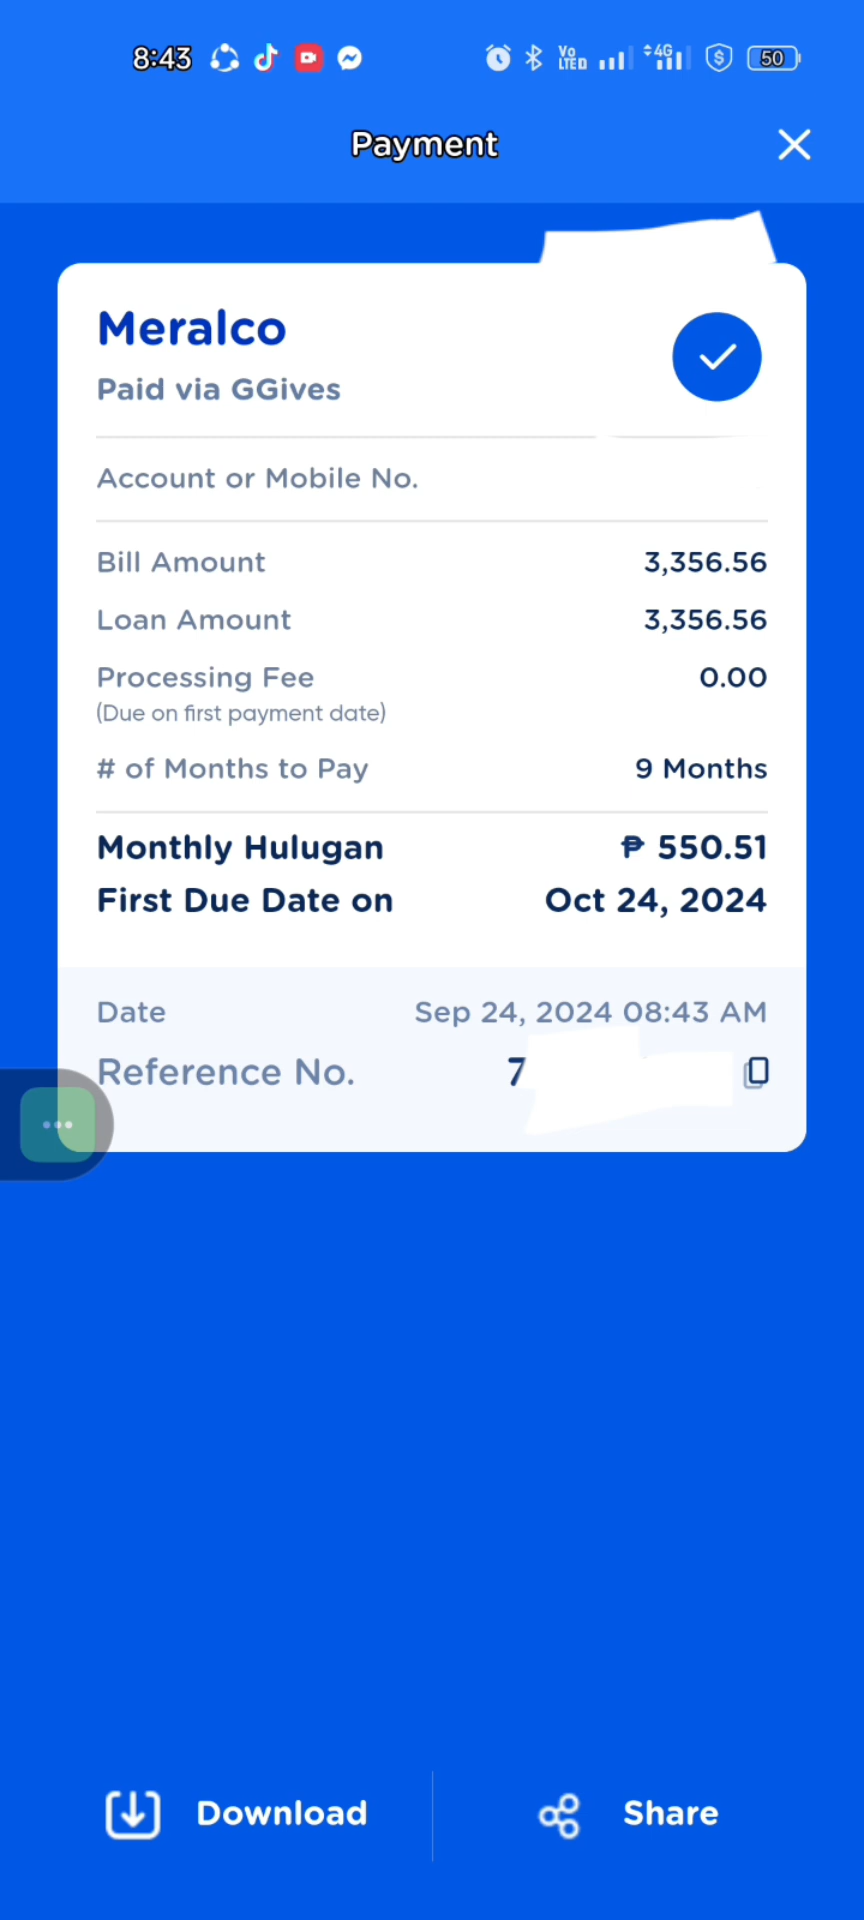 8:43 Vo LTED 4G 50
Payment
Meralco
Paid via GGives
Account or Mobile No.
Bill Amount 3,356.56
Loan Amount 3,356.56
Processing Fee 0.00
(Due on first payment date)
# of Months to Pay 9 Months
Monthly Hulugan ₱ 550.51
First Due Date on Oct 24, 2024
Date Sep 24, 2024 08:43 AM
Reference No. 7
Download Share